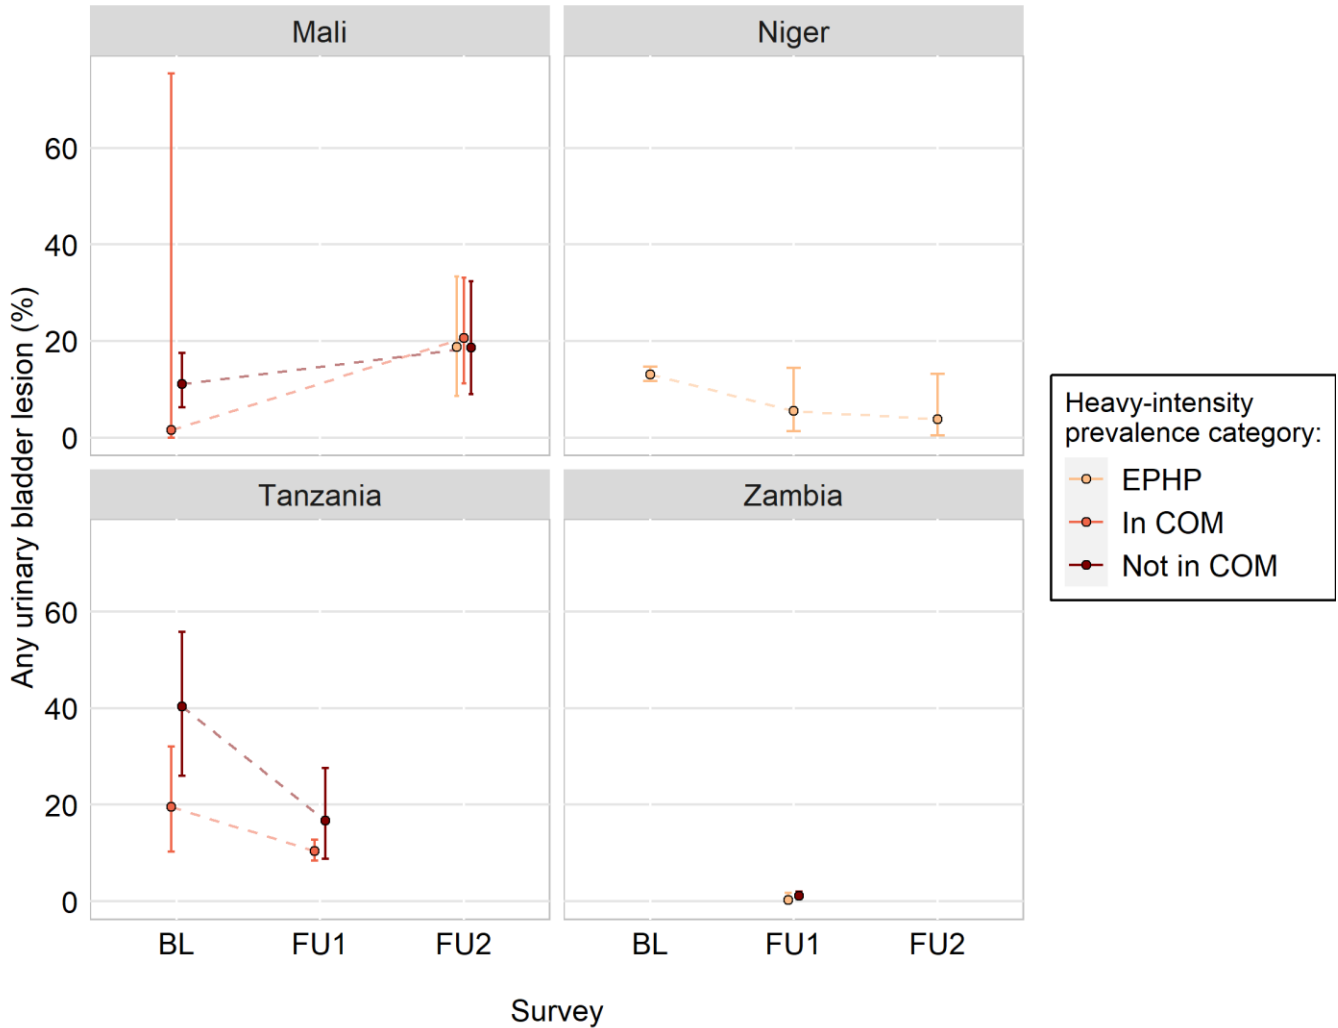 Mali
Niger
60
40
20
0
Any urinary bladder lesion (%)
Tanzania
Zambia
60
40
20
0
BL
FU1
FU2
BL
FU1
FU2
Survey
Heavy-intensity
prevalence category:
EPHP
In COM
Not in COM